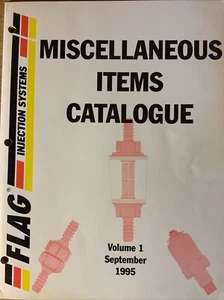 MISCELLANEOUS
ITEMS
CATALOGUE
Volume 1
September
1995
FLAG®
INJECTION SYSTEMS